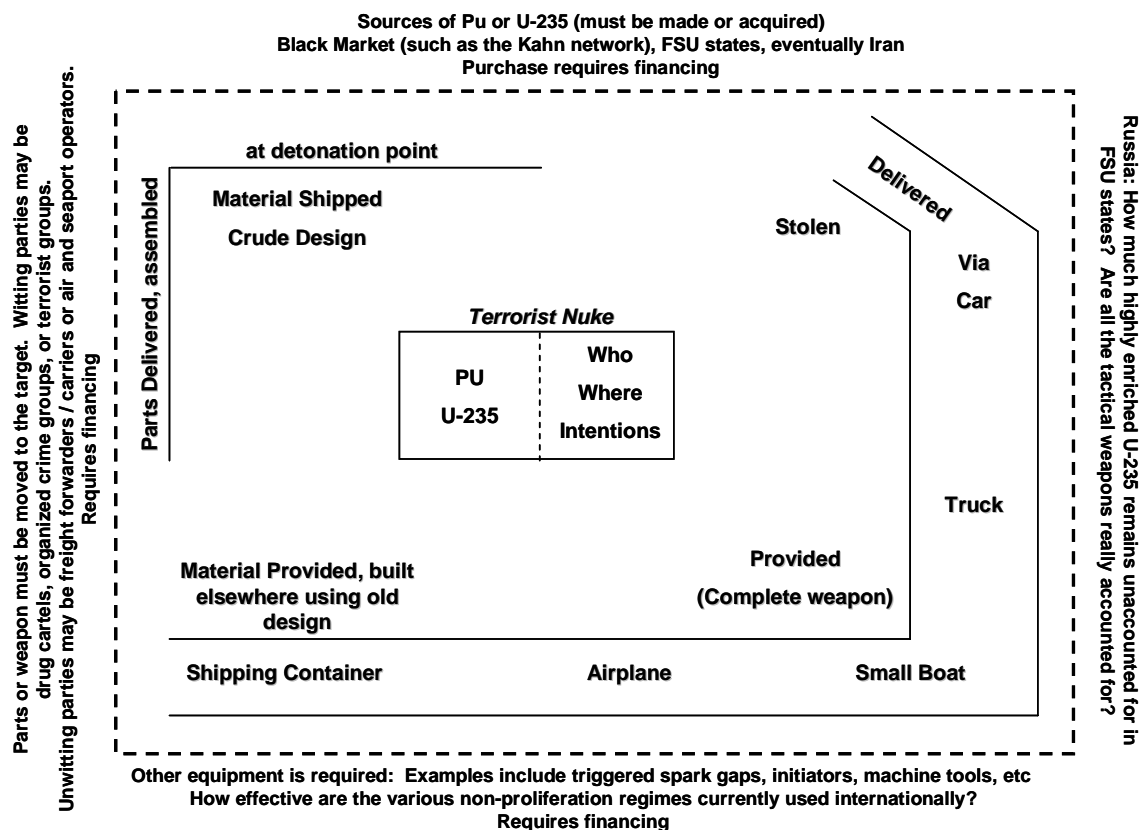 Sources of Pu or U-235 (must be made or acquired)
Black Market (such as the Kahn network), FSU states, eventually Iran
Purchase requires financing
Parts or weapon must be moved to the target.  Witting parties may be
drug cartels, organized crime groups, or terrorist groups.
Unwitting parties may be freight forwarders / carriers or air and seaport operators.
Requires financing
at detonation point
Parts Delivered, assembled
Material Shipped
Crude Design
Stolen
Delivered
Via
Car
Terrorist Nuke
PU
U-235
Who
Where
Intentions
Truck
Material Provided, built
elsewhere using old
design
Provided
(Complete weapon)
Shipping Container
Airplane
Small Boat
Russia: How much highly enriched U-235 remains unaccounted for in
FSU states?  Are all the tactical weapons really accounted for?
Other equipment is required:  Examples include triggered spark gaps, initiators, machine tools, etc
How effective are the various non-proliferation regimes currently used internationally?
Requires financing